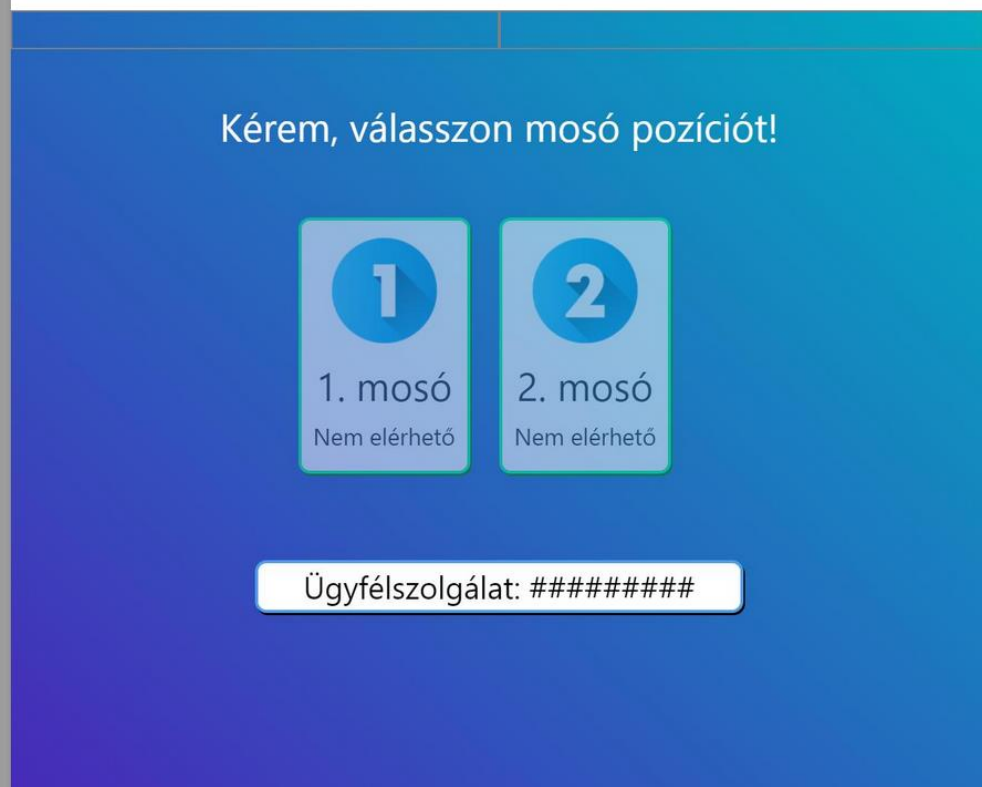 Kérem, válasszon mosó pozíciót!
1
2
1. mosó
2. mosó
Nem elérhető
Nem elérhető
Ügyfélszolgálat: #########